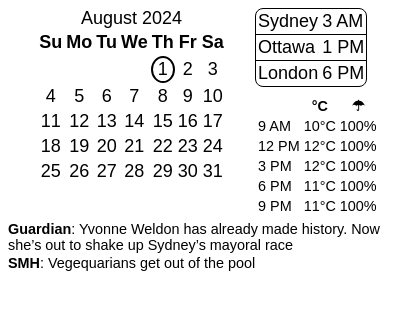 August 2024
Su Mo Tu We Th Fr Sa
1 2 3
4 5 6 7 8 9 10
11 12 13 14 15 16 17
18 19 20 21 22 23 24
25 26 27 28 29 30 31
Sydney 3 AM
Ottawa 1 PM
London 6 PM
°C ☂
9 AM 10°C 100%
12 PM 12°C 100%
3 PM 12°C 100%
6 PM 11°C 100%
9 PM 11°C 100%
Guardian: Yvonne Weldon has already made history. Now
she’s out to shake up Sydney’s mayoral race
SMH: Vegequarians get out of the pool